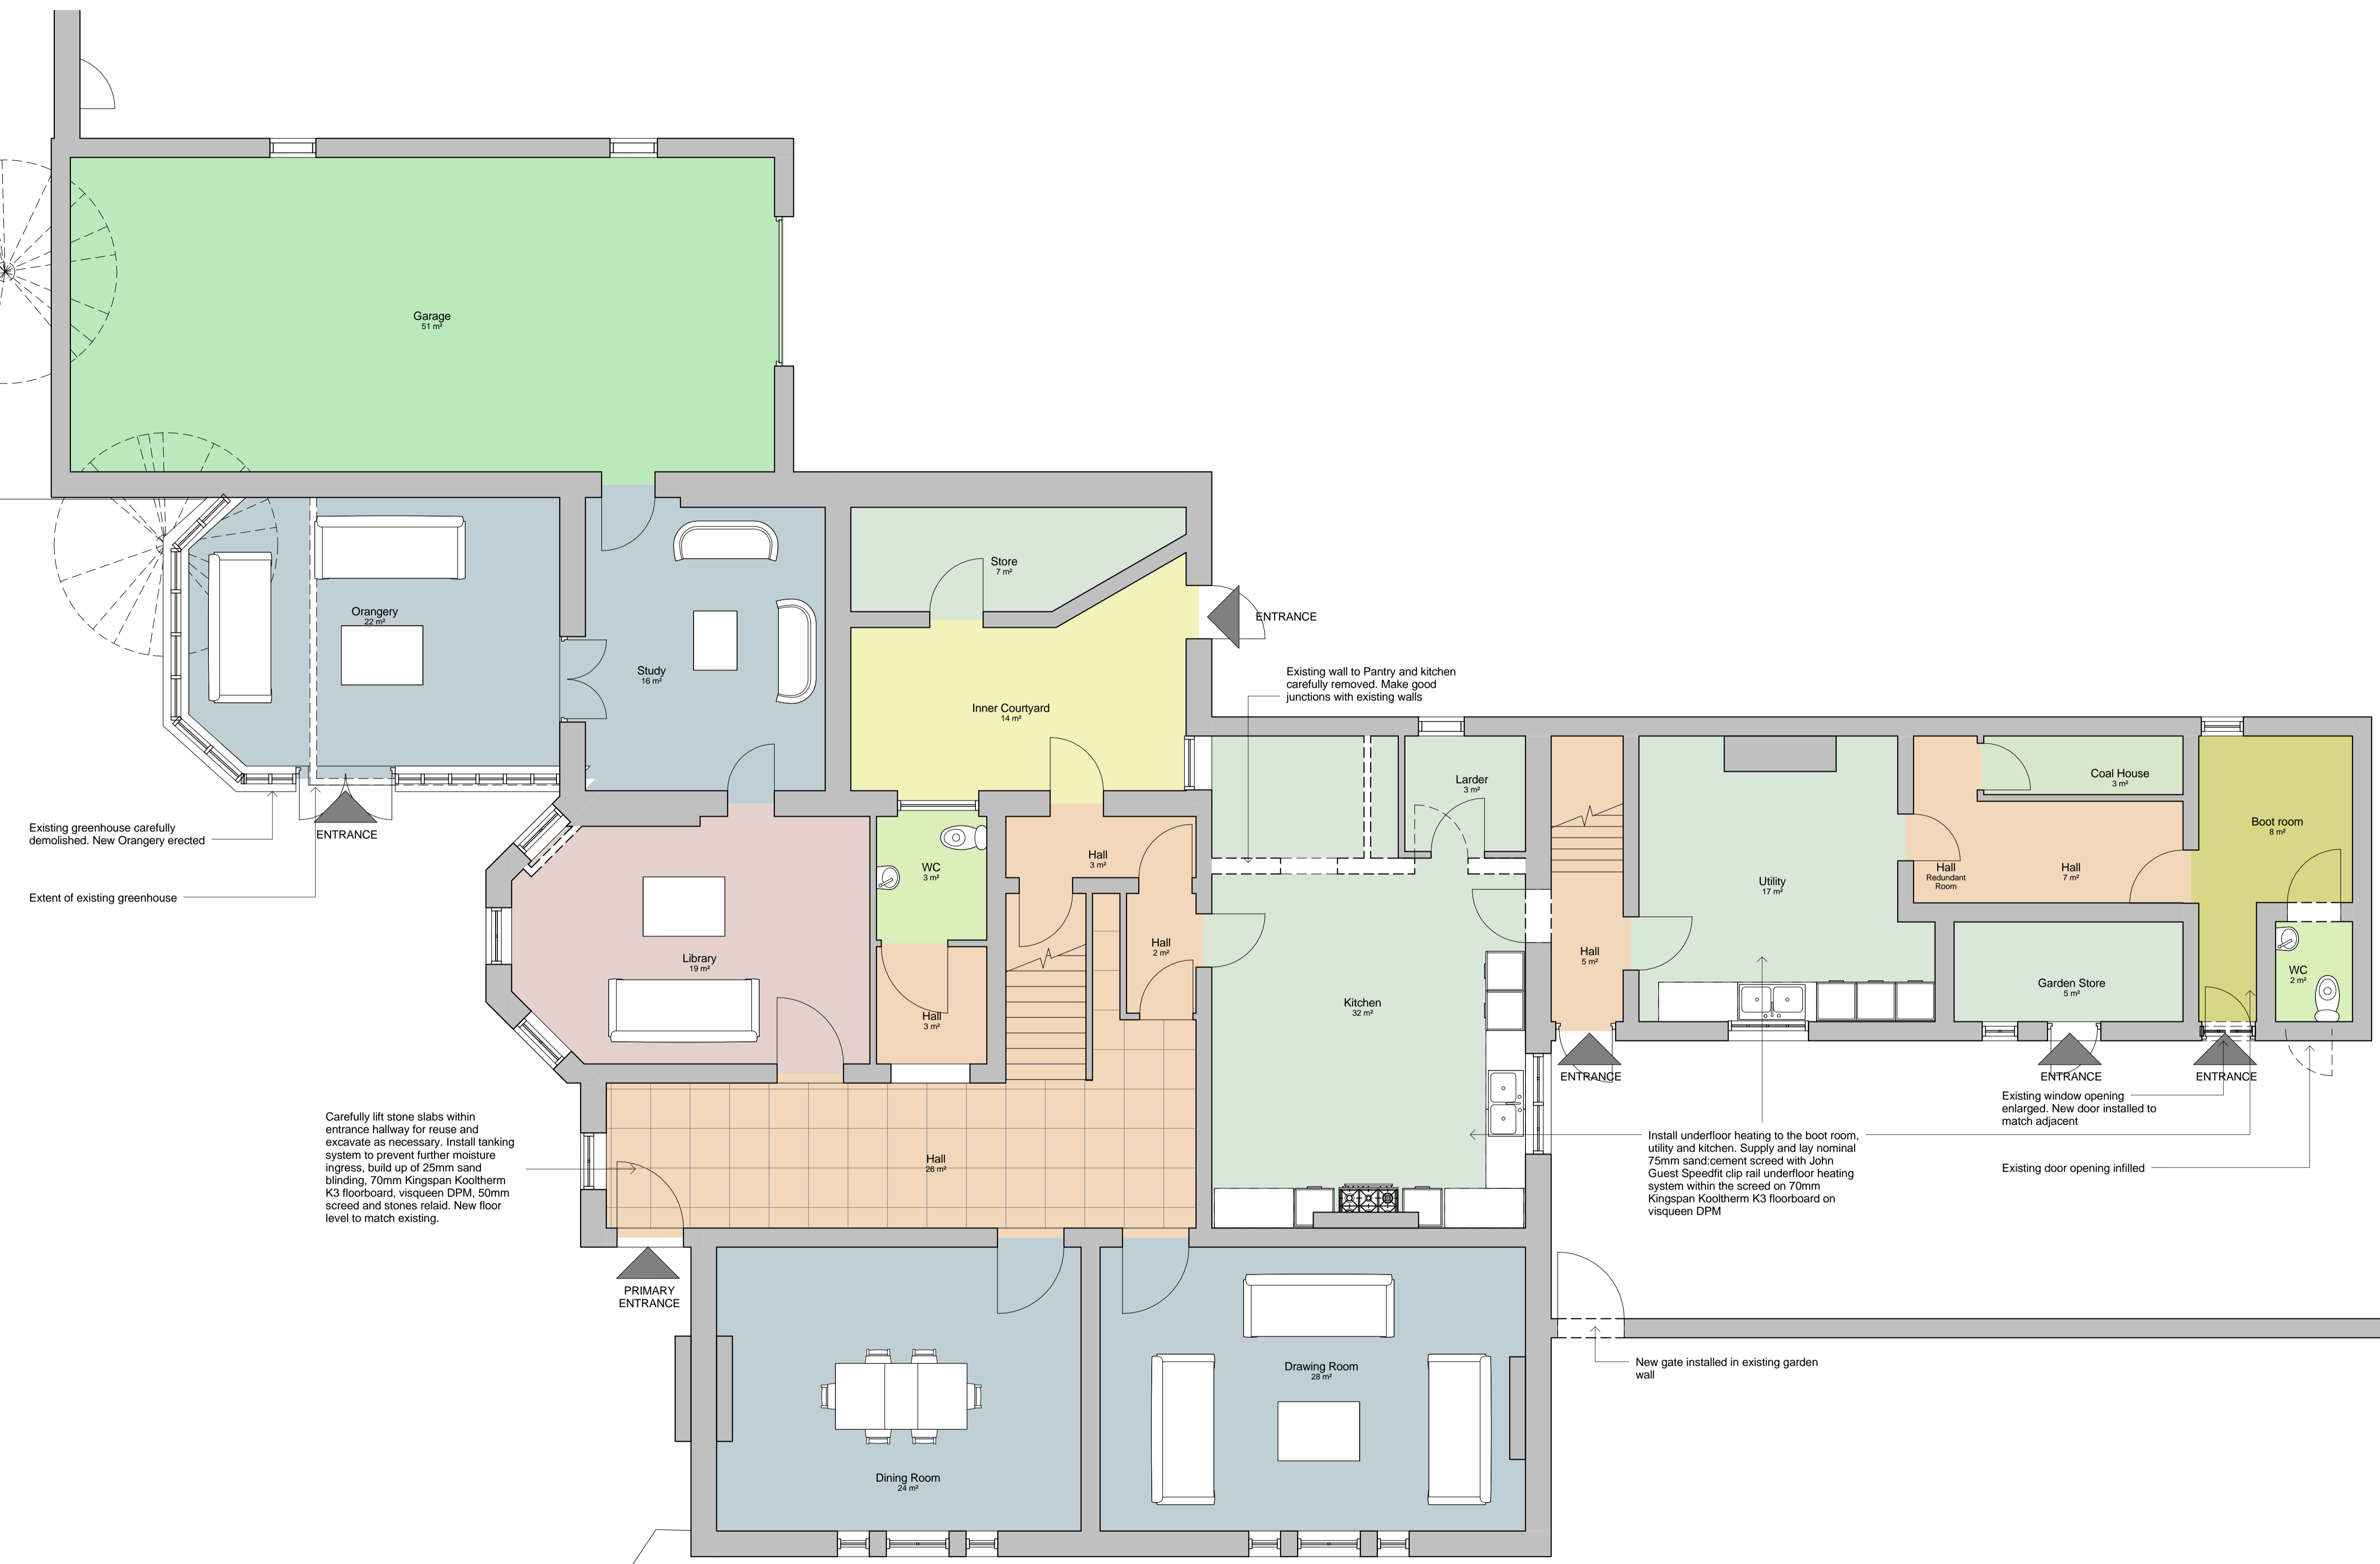 Garage
51 m²
Store
7 m²
Orangery
22 m²
ENTRANCE
Study
16 m²
Existing wall to Pantry and kitchen
carefully removed. Make good
junctions with existing walls
Inner Courtyard
14 m²
Larder
3 m²
Coal House
3 m²
Boot room
8 m²
Existing greenhouse carefully
demolished. New Orangery erected
ENTRANCE
Hall
3 m²
WC
3 m²
Hall
Redundant
Room
Hall
7 m²
Utility
17 m²
Extent of existing greenhouse
Hall
2 m²
Library
19 m²
Hall
5 m²
WC
2 m²
Garden Store
5 m²
Kitchen
32 m²
Hall
3 m²
ENTRANCE
ENTRANCE
ENTRANCE
Existing window opening
enlarged. New door installed to
match adjacent
Carefully lift stone slabs within
entrance hallway for reuse and
excavate as necessary. Install tanking
system to prevent further moisture
ingress, build up of 25mm sand
blinding, 70mm Kingspan Kooltherm
K3 floorboard, visqueen DPM, 50mm
screed and stones relaid. New floor
level to match existing.
Hall
26 m²
Install underfloor heating to the boot room,
utility and kitchen. Supply and lay nominal
75mm sand:cement screed with John
Guest Speedfit clip rail underfloor heating
system within the screed on 70mm
Kingspan Kooltherm K3 floorboard on
visqueen DPM
Existing door opening infilled
PRIMARY
ENTRANCE
Drawing Room
28 m²
New gate installed in existing garden
wall
Dining Room
24 m²